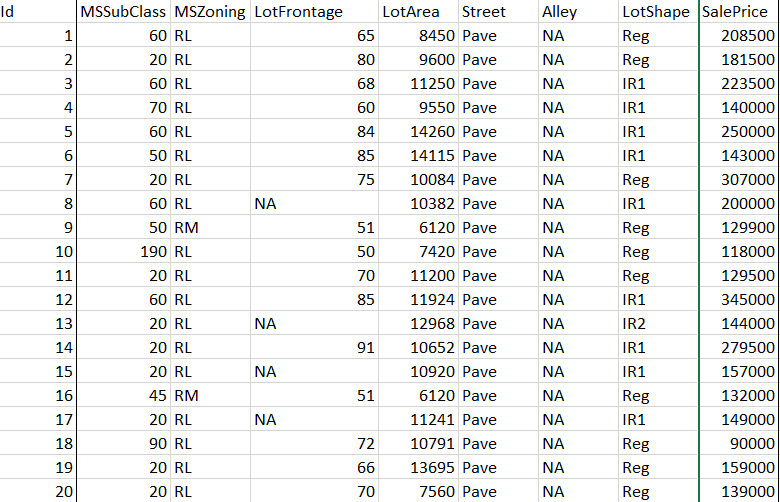 Id MSSubClass MSZoning LotFrontage LotArea Street Alley LotShape SalePrice
1 60 RL 65 8450 Pave NA Reg 208500
2 20 RL 80 9600 Pave NA Reg 181500
3 60 RL 68 11250 Pave NA IR1 223500
4 70 RL 60 9550 Pave NA IR1 140000
5 60 RL 84 14260 Pave NA IR1 250000
6 50 RL 85 14115 Pave NA IR1 143000
7 20 RL 75 10084 Pave NA Reg 307000
8 60 RL NA 10382 Pave NA IR1 200000
9 50 RM 51 6120 Pave NA Reg 129900
10 190 RL 50 7420 Pave NA Reg 118000
11 20 RL 70 11200 Pave NA Reg 129500
12 60 RL 85 11924 Pave NA IR1 345000
13 20 RL NA 12968 Pave NA IR2 144000
14 20 RL 91 10652 Pave NA IR1 279500
15 20 RL NA 10920 Pave NA IR1 157000
16 45 RM 51 6120 Pave NA Reg 132000
17 20 RL NA 11241 Pave NA IR1 149000
18 90 RL 72 10791 Pave NA Reg 90000
19 20 RL 66 13695 Pave NA Reg 159000
20 20 RL 70 7560 Pave NA Reg 139000